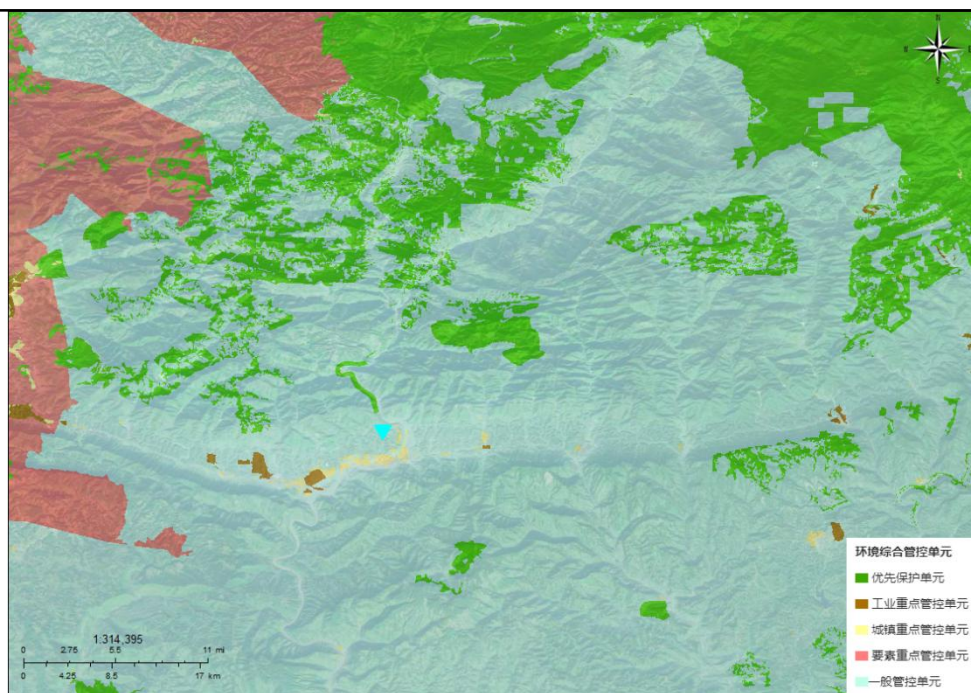 N
S
环境综合管控单元
优先保护单元
工业重点管控单元
城镇重点管控单元
要素重点管控单元
一般管控单元
1:314,395
0 2.75 5.5 11 mi
0 4.25 8.5 17 km